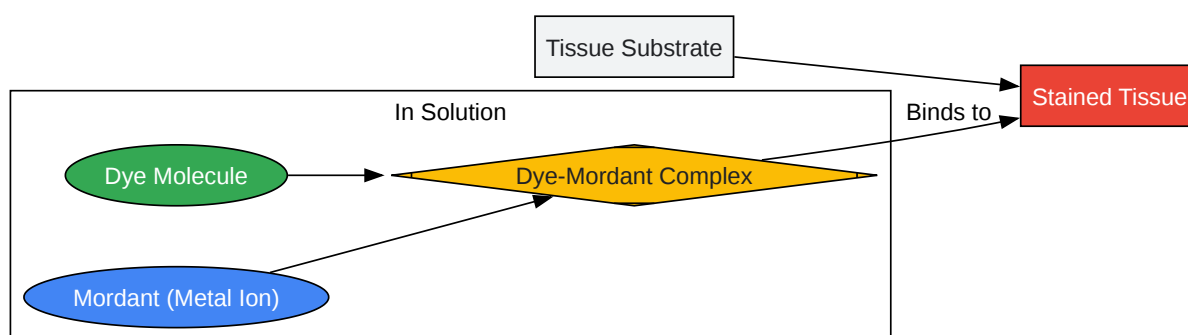 Tissue Substrate
Stained Tissue
In Solution
Binds to
Dye Molecule
Dye-Mordant Complex
Mordant (Metal Ion)